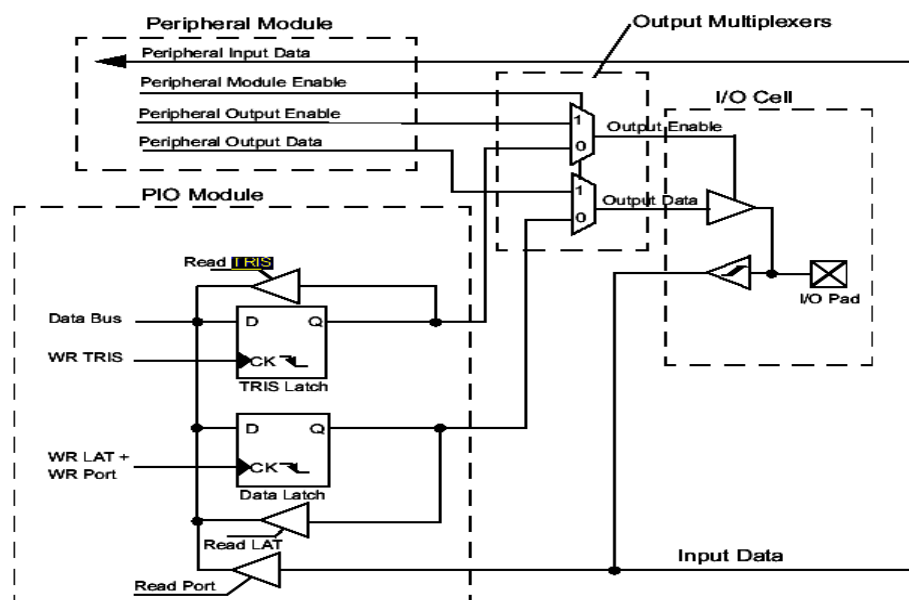 Peripheral Module
Output Multiplexers
Peripheral Input Data
Peripheral Module Enable
Peripheral Output Enable
Peripheral Output Data
1
0
Output Enable
1
0
Output Data
I/O Cell
I/O Pad
PIO Module
Read TRIS
Data Bus
D Q
WR TRIS
CK
TRIS Latch
D Q
WR LAT +
WR Port
CK
Data Latch
Read LAT
Read Port
Input Data